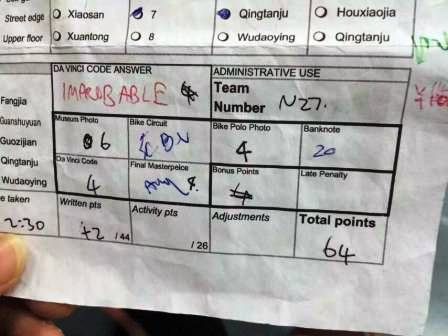 Street edge Xiaosan 7 Qingtanju Houxiaojia
Upper floor Xuantong 8 Wudaoying Qingtanju
DA VINCI CODE ANSWER ADMINISTRATIVE USE
Fangjia IMPROBABLE Team Number N27.
Guanshuyuan Museum Photo Bike Circuit Bike Polo Photo Banknote
Guozijian 6 4 20
Qingtanju Da Vinci Code Final Masterpeice Bonus Points Late Penalty
Wudaoying 4 4
e taken Written pts Activity pts Adjustments Total points
2:30 42 / 44 / 26 64